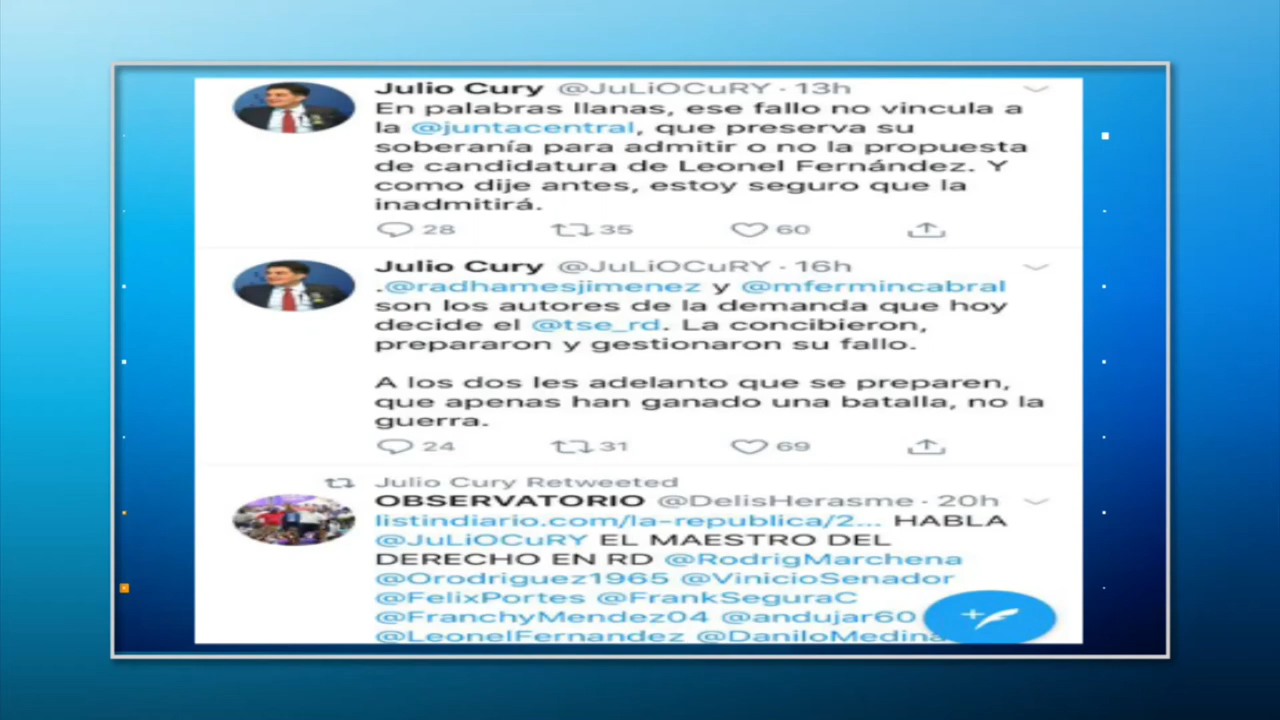 Julio Cury @JuLiOCuRY · 13h
En palabras llanas, ese fallo no vincula a
la @juntacentral, que preserva su
soberanía para admitir o no la propuesta
de candidatura de Leonel Fernández. Y
como dije antes, estoy seguro que la
inadmitirá.
28 35 60
Julio Cury @JuLiOCuRY · 16h
.@radhamesjimenez y @mfermincabral
son los autores de la demanda que hoy
decide el @tse_rd. La concibieron,
prepararon y gestionaron su fallo.
A los dos les adelanto que se preparen,
que apenas han ganado una batalla, no la
guerra.
24 31 69
Julio Cury Retweeted
OBSERVATORIO @DelisHerasme · 20h
listindiario.com/la-republica/2... HABLA
@JuLiOCuRY EL MAESTRO DEL
DERECHO EN RD @RodrigMarchena
@Orodriguez1965 @VinicioSenador
@FelixPortes @FrankSeguraC
@FranchyMendez04 @andujar60
@LeonelFernandez @DaniloMedina